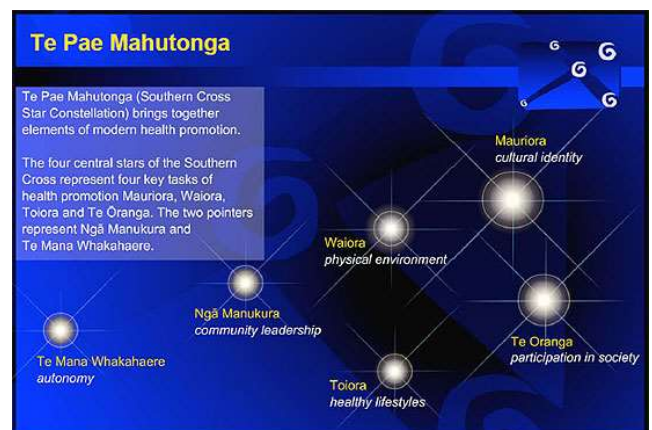 Te Pae Mahutonga
Te Pae Mahutonga (Southern Cross
Star Constellation) brings together
elements of modern health promotion.
The four central stars of the Southern
Cross represent four key tasks of
health promotion Mauriora, Waiora,
Toiora and Te Ōranga. The two pointers
represent Ngā Manukura and
Te Mana Whakahaere.
Mauriora
cultural identity
Waiora
physical environment
Ngā Manukura
community leadership
Te Oranga
participation in society
Te Mana Whakahaere
autonomy
Toiora
healthy lifestyles